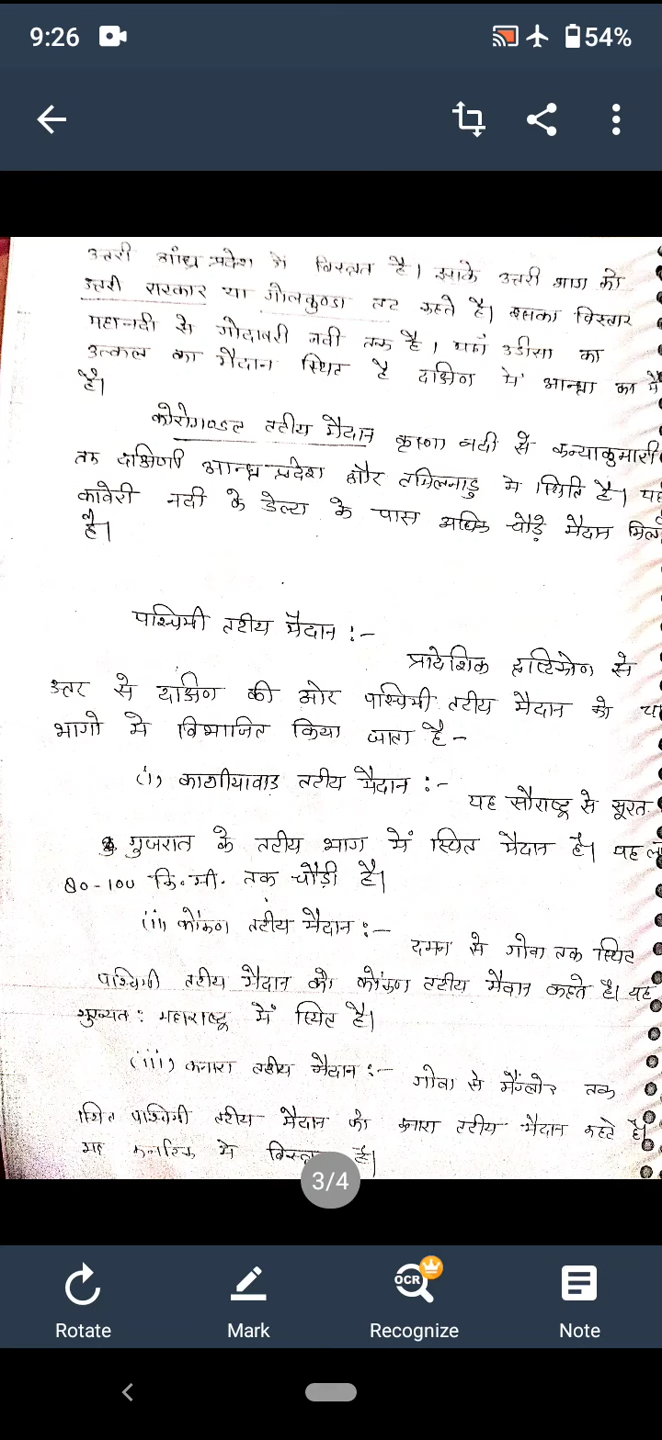 9:26
54%
उत्तरी आंध्र प्रदेश में विस्तृत है। इसके उत्तरी भाग को
उत्तरी सरकार या गोलकुण्डा तट कहते है। इसका विस्तार
महानदी से गोदावरी नदी तक है। यहां उडीसा का
उत्कल का मैदान स्थित है दक्षिण में आन्ध्रा का मै
है।
कोरोमण्डल तटीय मैदान कृष्णा नदी से कन्याकुमारी
तक दक्षिणी आन्ध्र प्रदेश और तमिलनाडु में स्थिति है। यह
कावेरी नदी के डेल्टा के पास अधिक चौड़े मैदान मिल
है।
पश्चिमी तटीय मैदान :-
प्रादेशिक दृष्टिकोण से
उत्तर से दक्षिण की ओर पश्चिमी तटीय मैदान को चा
भागो में विभाजित किया जाता है -
(i) काठीयावाड तटीय मैदान :-
यह सौराष्ट्र से सूरत
गुजरात के तटीय भाग में स्थित मैदान है। यह ल
80-100 कि.मी. तक चौड़ी है।
(ii) कोंकण तटीय मैदान :-
दमन से गोवा तक स्थित
पश्चिमी तटीय मैदान को कोंकण तटीय मैदान कहते है। यह
मुख्यत: महाराष्ट्र में स्थित है।
(iii) कनारा तटीय मैदान :-
गोवा से मैंग्लोर तक
स्थित पश्चिमी तटीय मैदान को कनारा तटीय मैदान कहते है।
यह कर्नाटक में है।
3/4
Rotate
Mark
Recognize
Note
OCR